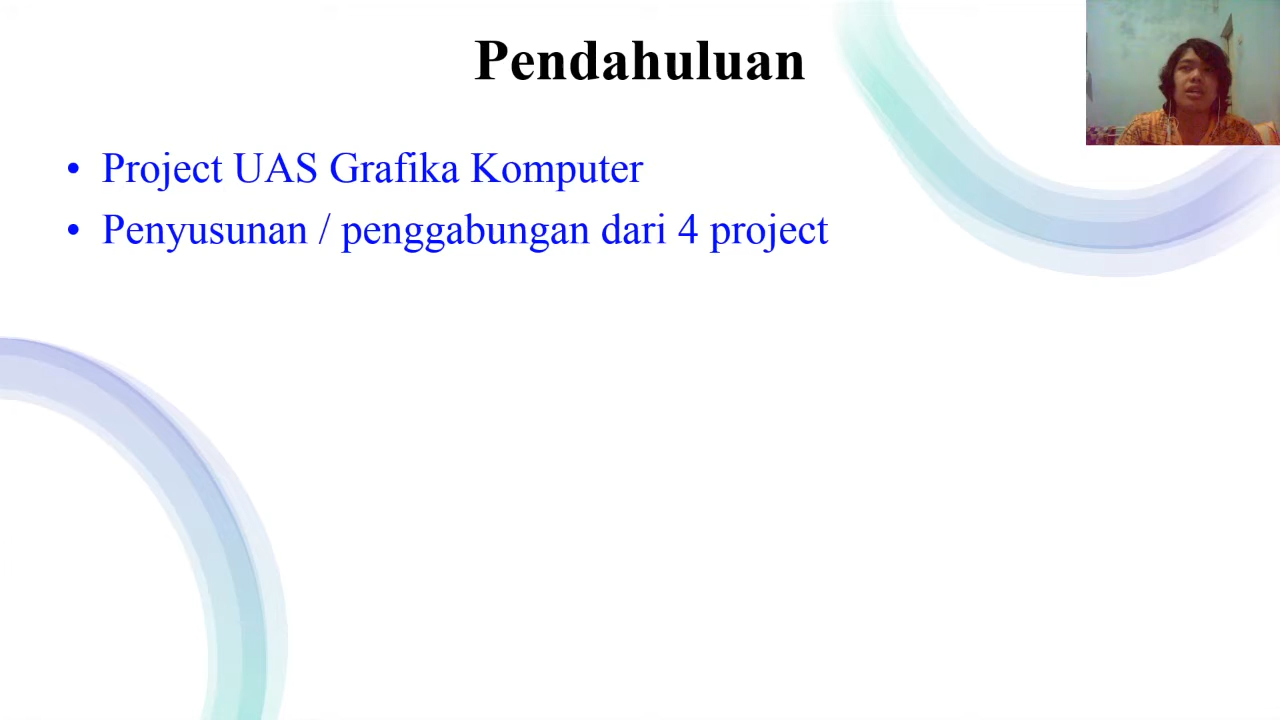 Pendahuluan
• Project UAS Grafika Komputer
• Penyusunan / penggabungan dari 4 project